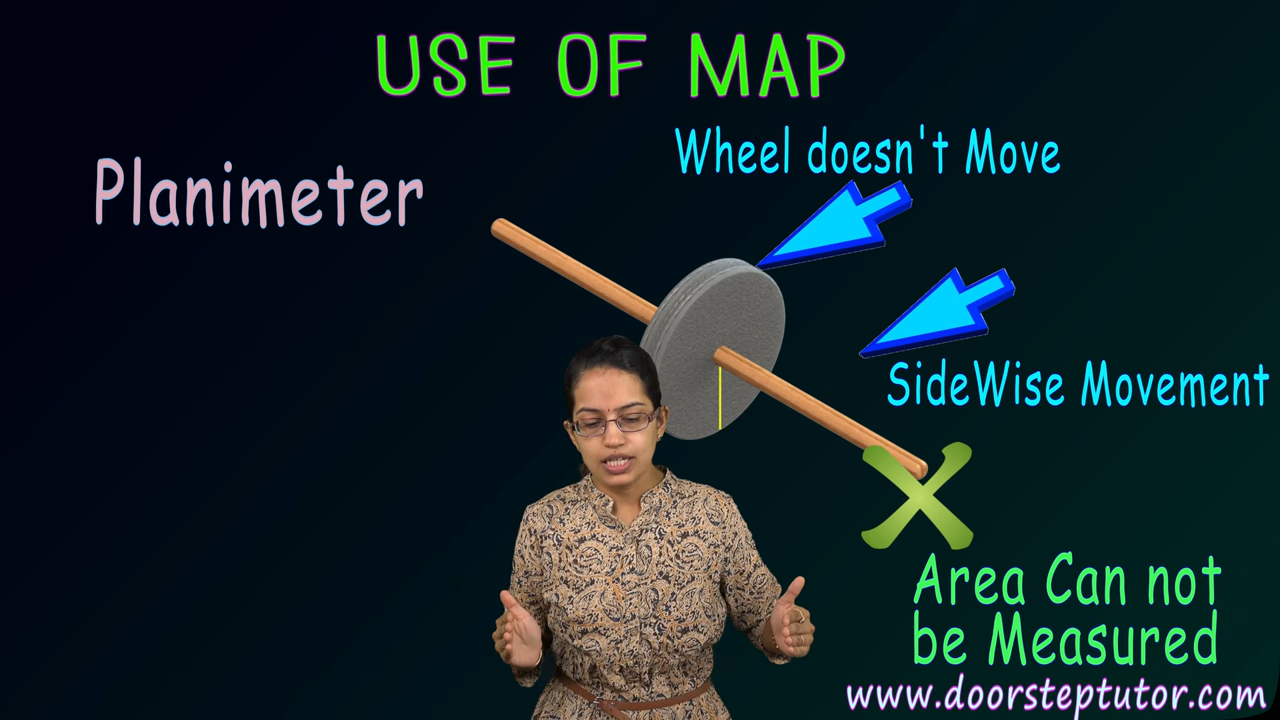 USE OF MAP
Wheel doesn't Move
Planimeter
SideWise Movement
Area Can not
be Measured
www.doorsteptutor.com